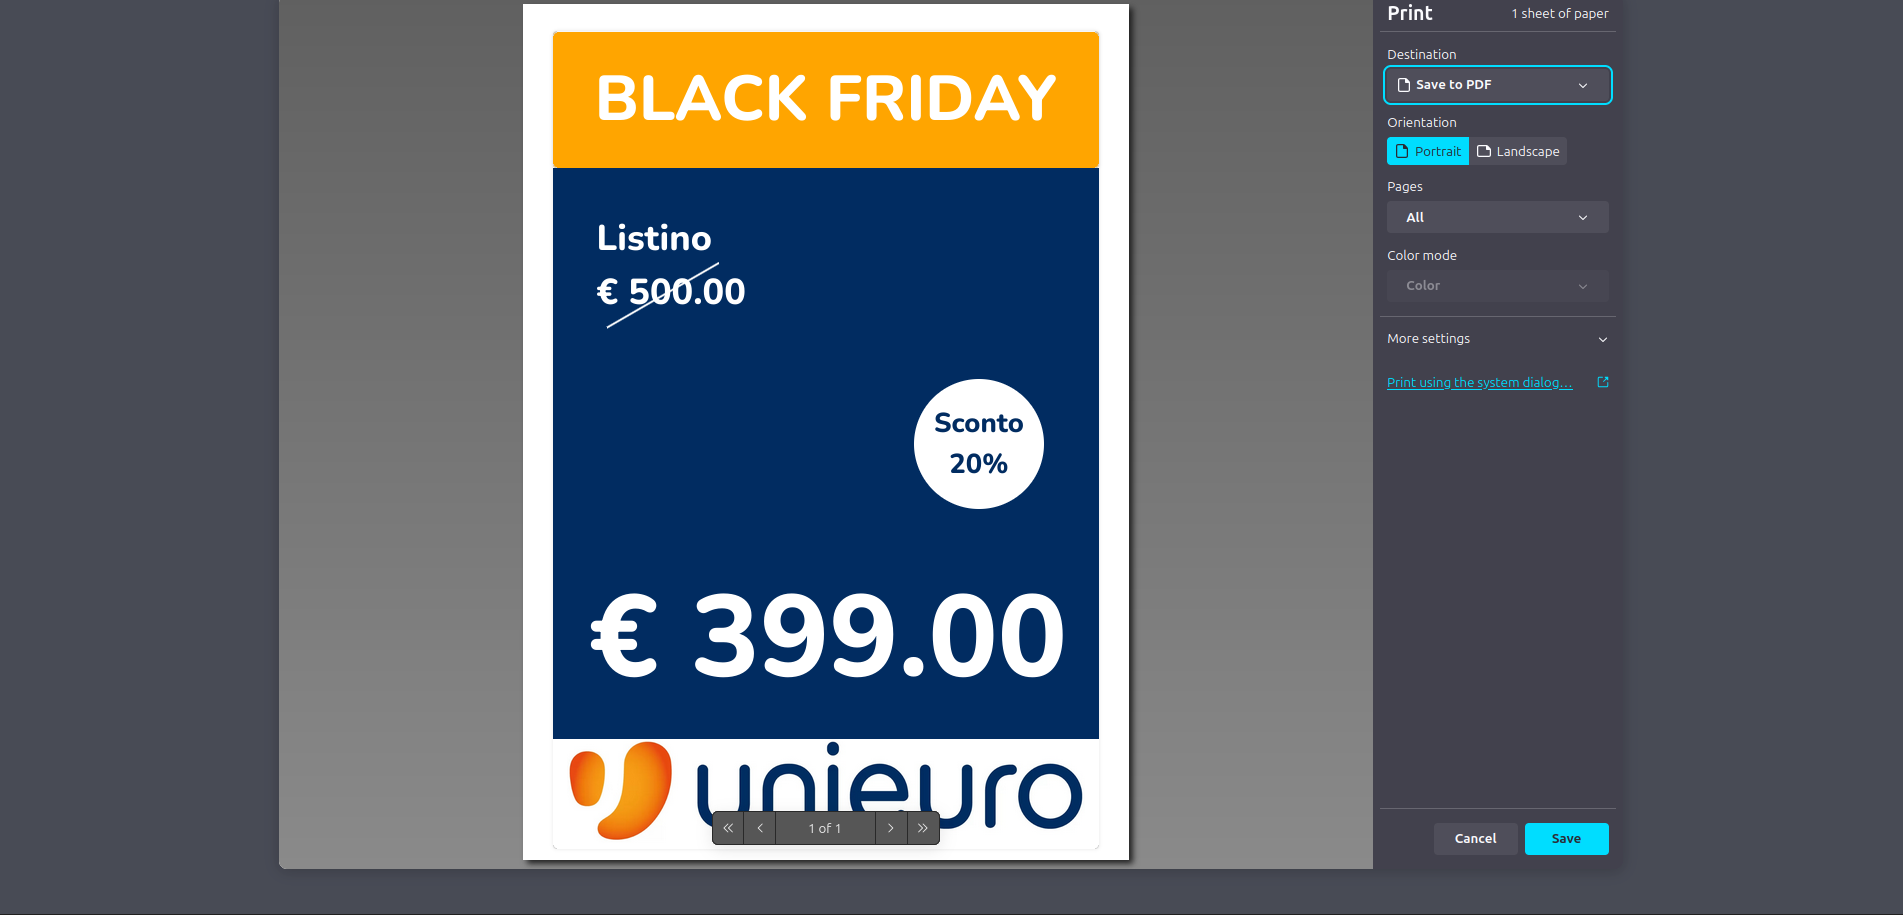 BLACK FRIDAY
Listino
€ 500.00
Sconto
20%
€ 399.00
unieuro
1 of 1
Print
1 sheet of paper
Destination
Save to PDF
Orientation
Portrait
Landscape
Pages
All
Color mode
Color
More settings
Print using the system dialog...
Cancel
Save